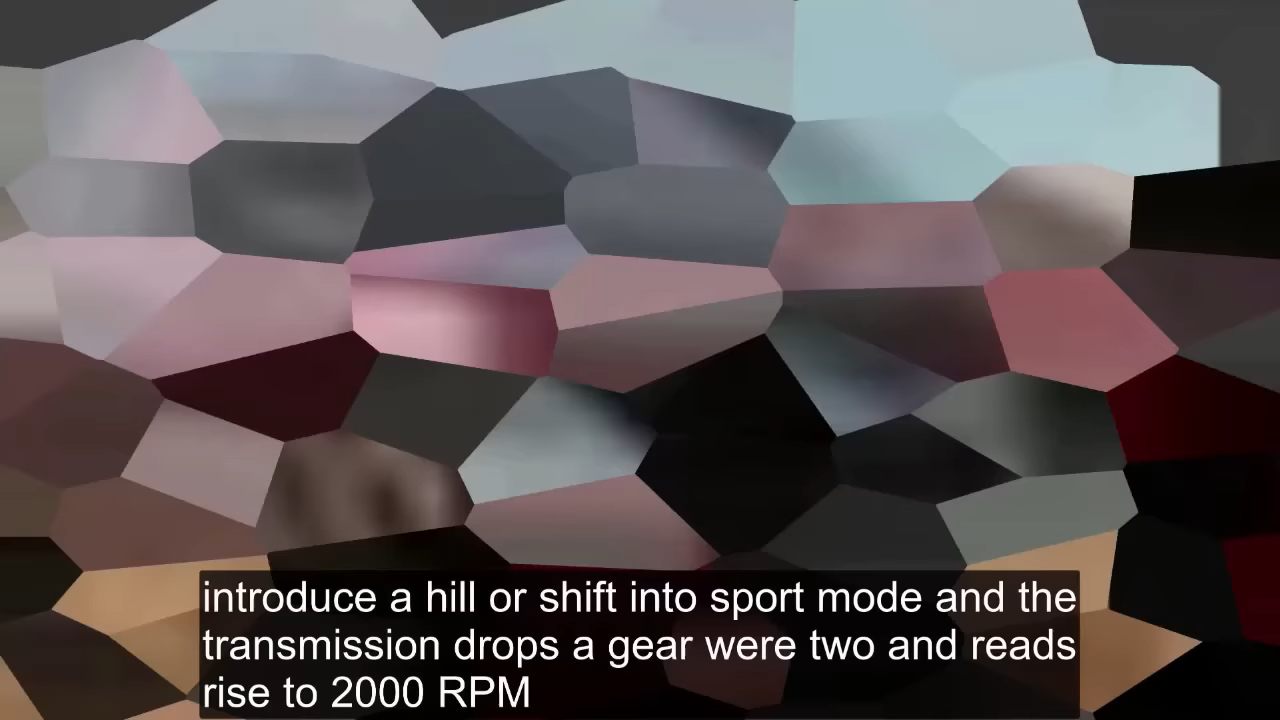 introduce a hill or shift into sport mode and the
transmission drops a gear were two and reads
rise to 2000 RPM